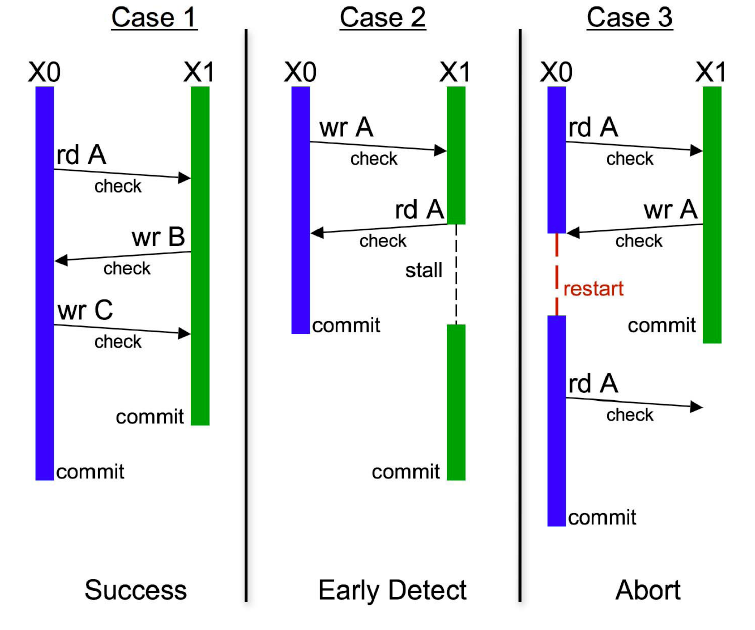 Case 1
X0 X1
rd A
check
wr B
check
wr C
check
commit
commit
Success
Case 2
X0 X1
wr A
check
rd A
check
stall
commit
commit
Early Detect
Case 3
X0 X1
rd A
check
wr A
check
restart
commit
rd A
check
commit
Abort